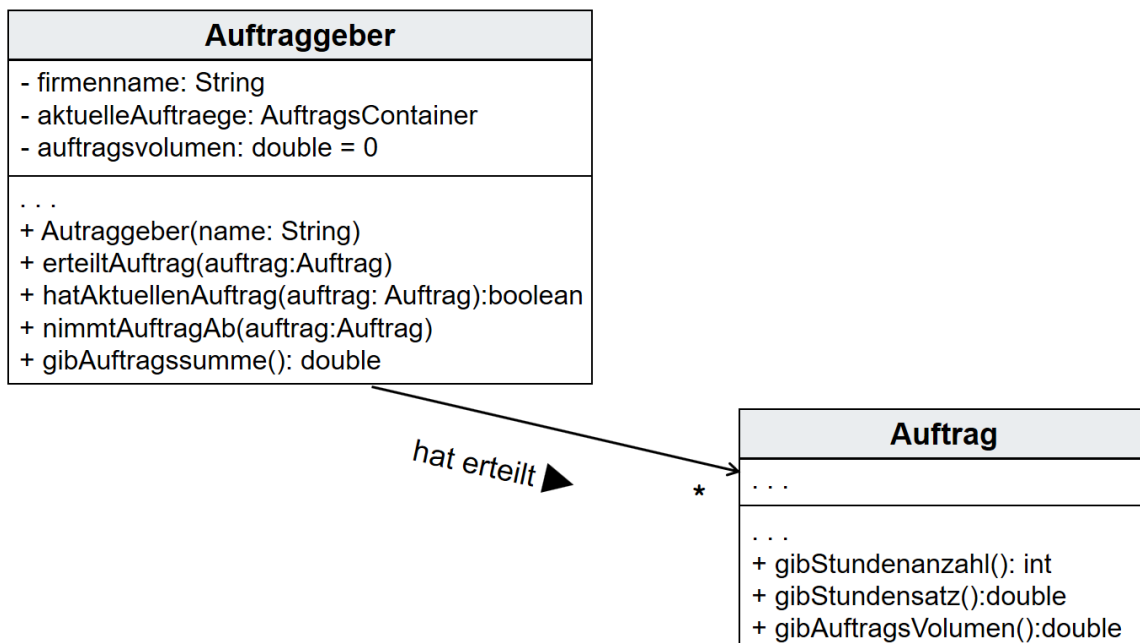 Auftraggeber
- firmenname: String
- aktuelleAuftraege: AuftragsContainer
- auftragsvolumen: double = 0
. . .
+ Autraggeber(name: String)
+ erteiltAuftrag(auftrag:Auftrag)
+ hatAktuellenAuftrag(auftrag: Auftrag):boolean
+ nimmtAuftragAb(auftrag:Auftrag)
+ gibAuftragssumme(): double
hat erteilt ▶
*
Auftrag
. . .
. . .
+ gibStundenanzahl(): int
+ gibStundensatz():double
+ gibAuftragsVolumen():double